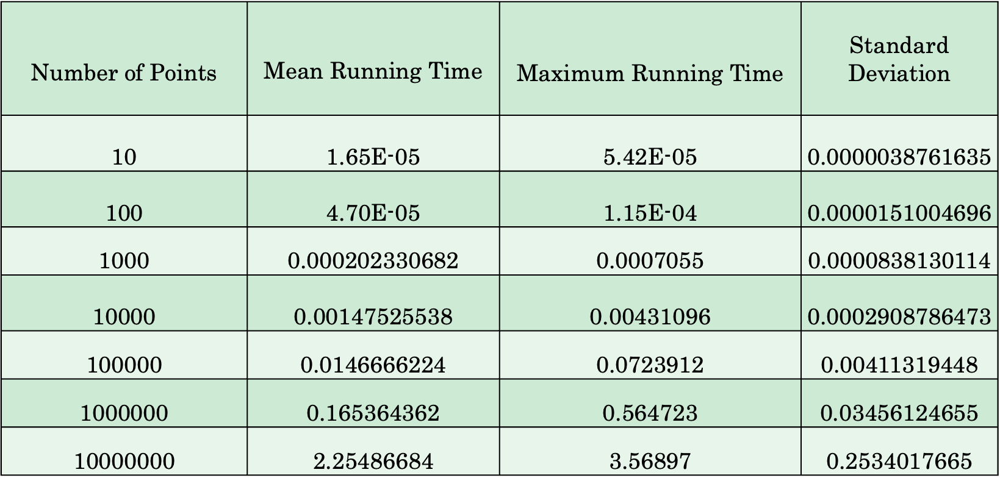 Number of Points Mean Running Time Maximum Running Time Standard Deviation
10 1.65E-05 5.42E-05 0.0000038761635
100 4.70E-05 1.15E-04 0.0000151004696
1000 0.000202330682 0.0007055 0.0000838130114
10000 0.00147525538 0.00431096 0.0002908786473
100000 0.0146666224 0.0723912 0.00411319448
1000000 0.165364362 0.564723 0.03456124655
10000000 2.25486684 3.56897 0.2534017665